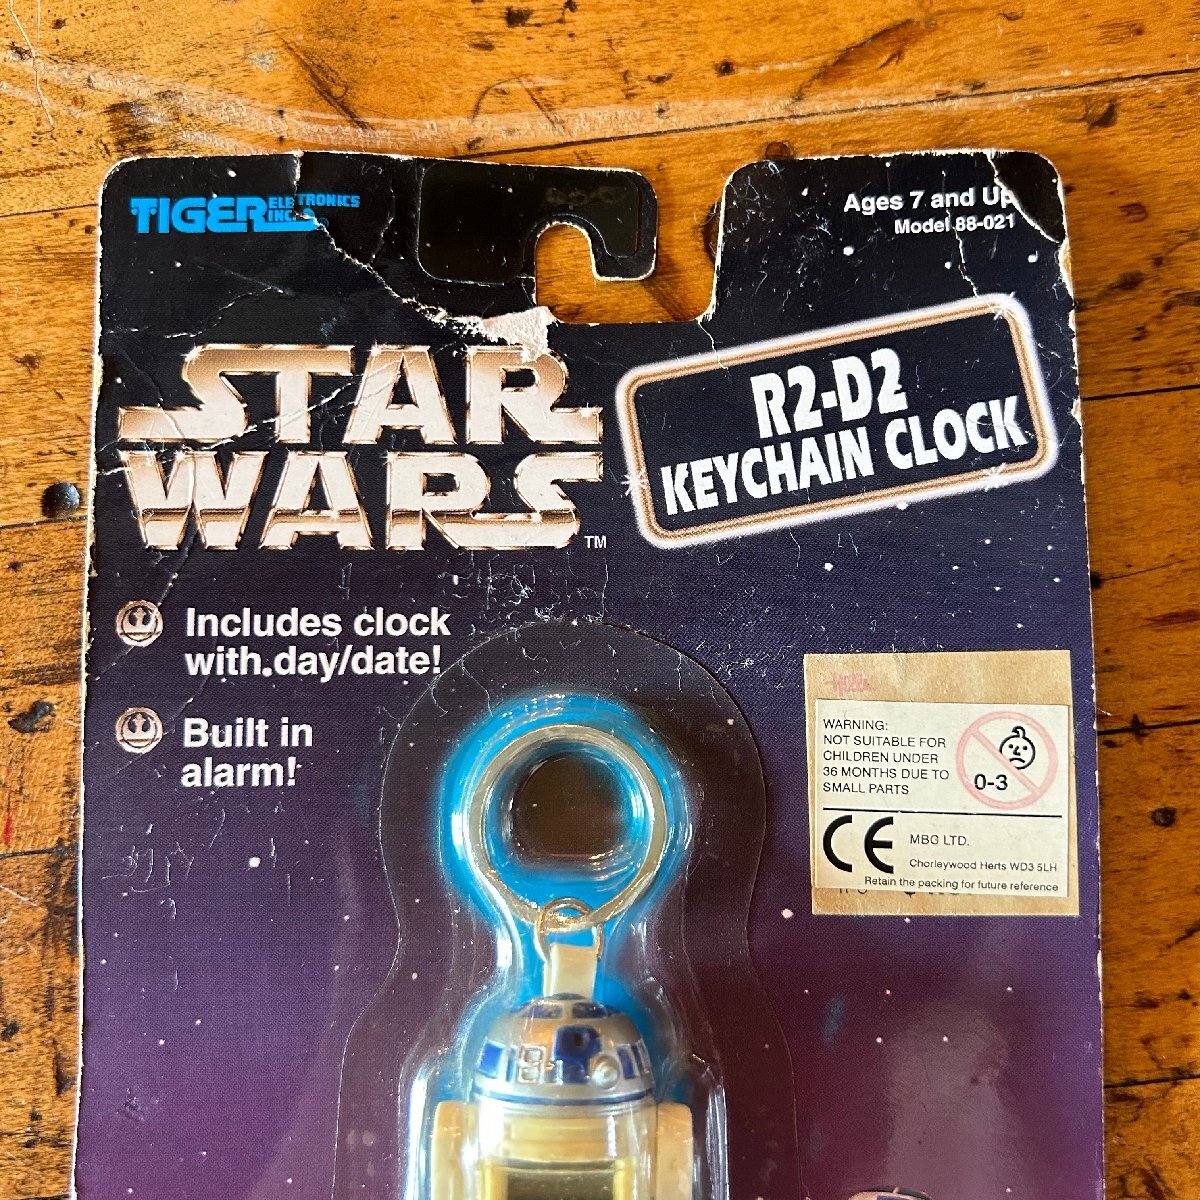 TIGER ELECTRONICS INC.
Ages 7 and Up
Model 88-021
STAR
WARS TM
R2-D2
KEYCHAIN CLOCK
Includes clock
with day/date!
Built in
alarm!
WARNING:
NOT SUITABLE FOR
CHILDREN UNDER
36 MONTHS DUE TO
SMALL PARTS
0-3
CE
MBG LTD.
Chorleywood Herts WD3 5LH
Retain the packing for future reference